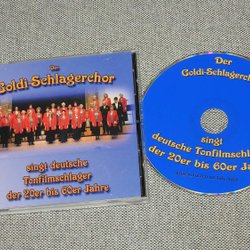 Der
Goldi-Schlagerchor
singt deutsche
Tonfilmschlager
der 20er bis 60er Jahre
Der
Goldi-Schlagerchor
singt
deutsche Tonfilmschlager
der 20er bis 60er Jahre